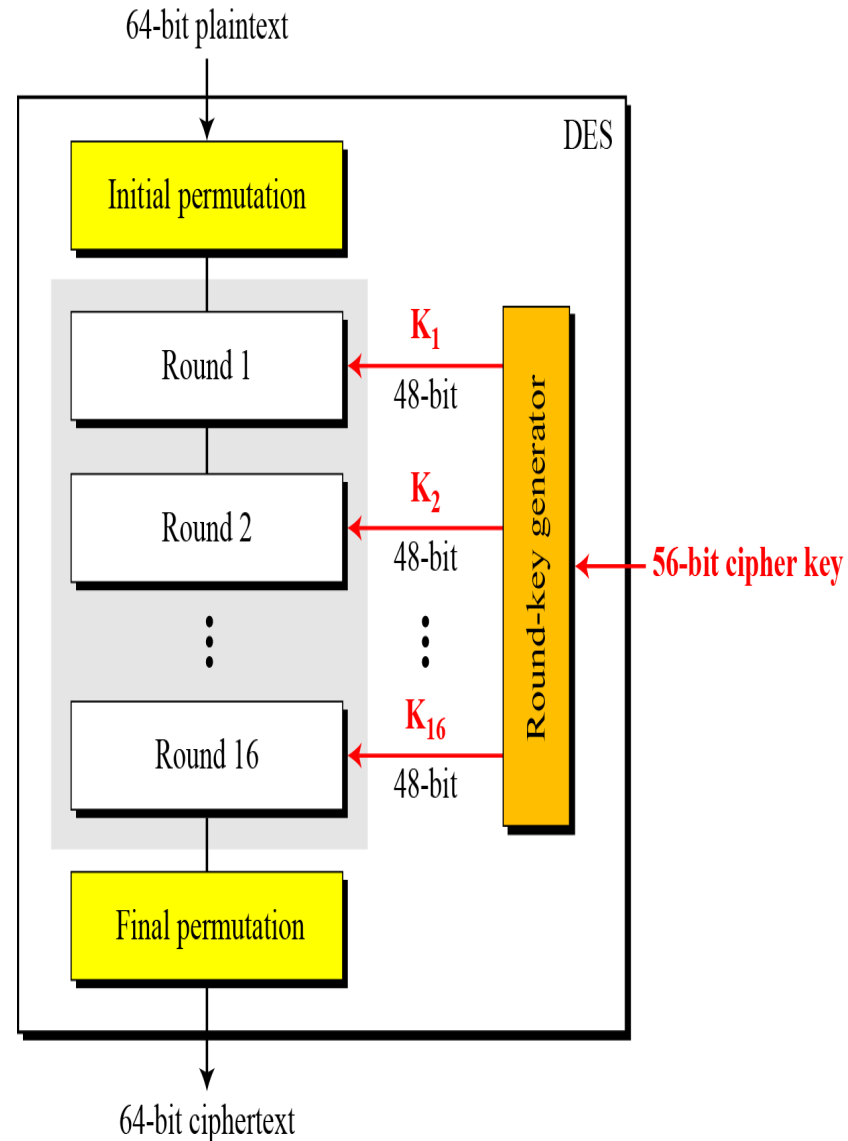 64-bit plaintext
DES
Initial permutation
Round 1
K1
48-bit
Round 2
K2
48-bit
Round-key generator
56-bit cipher key
Round 16
K16
48-bit
Final permutation
64-bit ciphertext